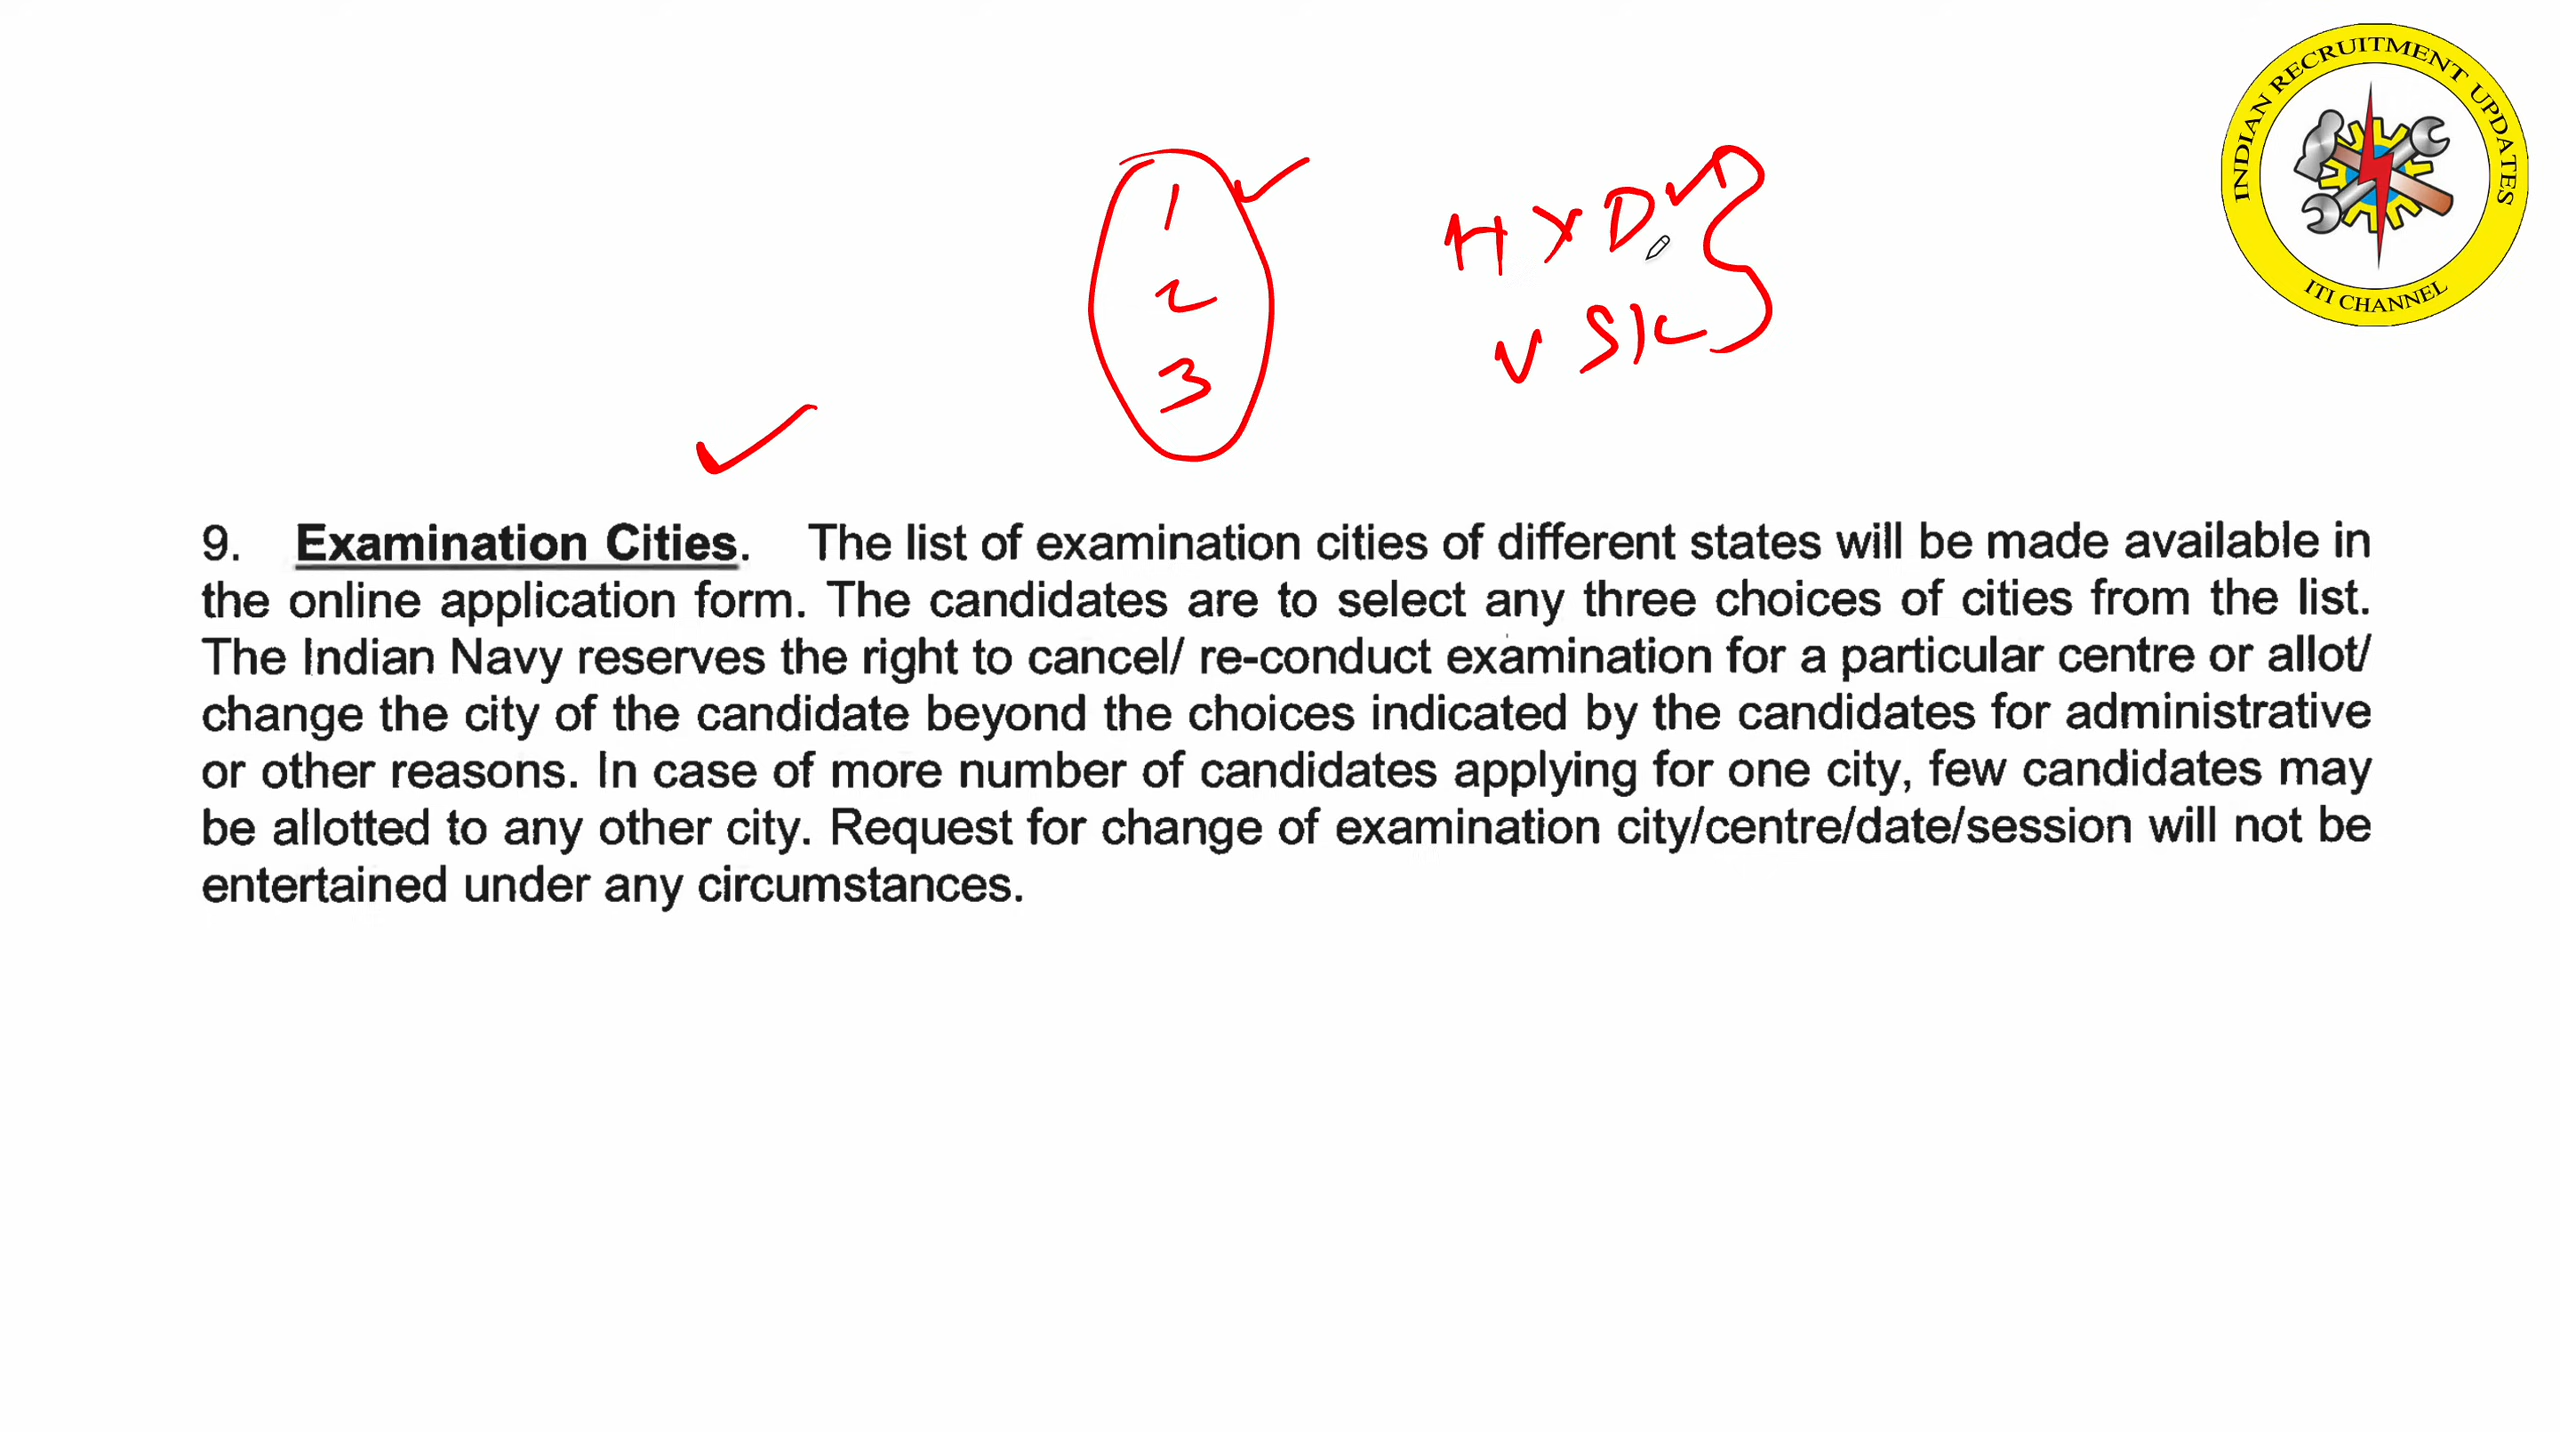 INDIAN RECRUITMENT UPDATES
ITI CHANNEL
1
2
3
HYD
VSK
9. Examination Cities. The list of examination cities of different states will be made available in
the online application form. The candidates are to select any three choices of cities from the list.
The Indian Navy reserves the right to cancel/ re-conduct examination for a particular centre or allot/
change the city of the candidate beyond the choices indicated by the candidates for administrative
or other reasons. In case of more number of candidates applying for one city, few candidates may
be allotted to any other city. Request for change of examination city/centre/date/session will not be
entertained under any circumstances.